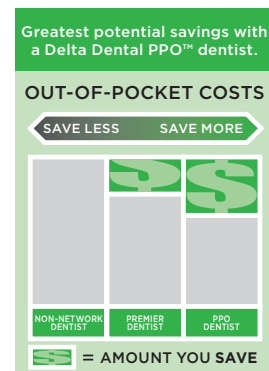 Greatest potential savings with
a Delta Dental PPO™ dentist.
OUT-OF-POCKET COSTS
SAVE LESS SAVE MORE
$ $
NON-NETWORK DENTIST
PREMIER DENTIST
PPO DENTIST
$ = AMOUNT YOU SAVE